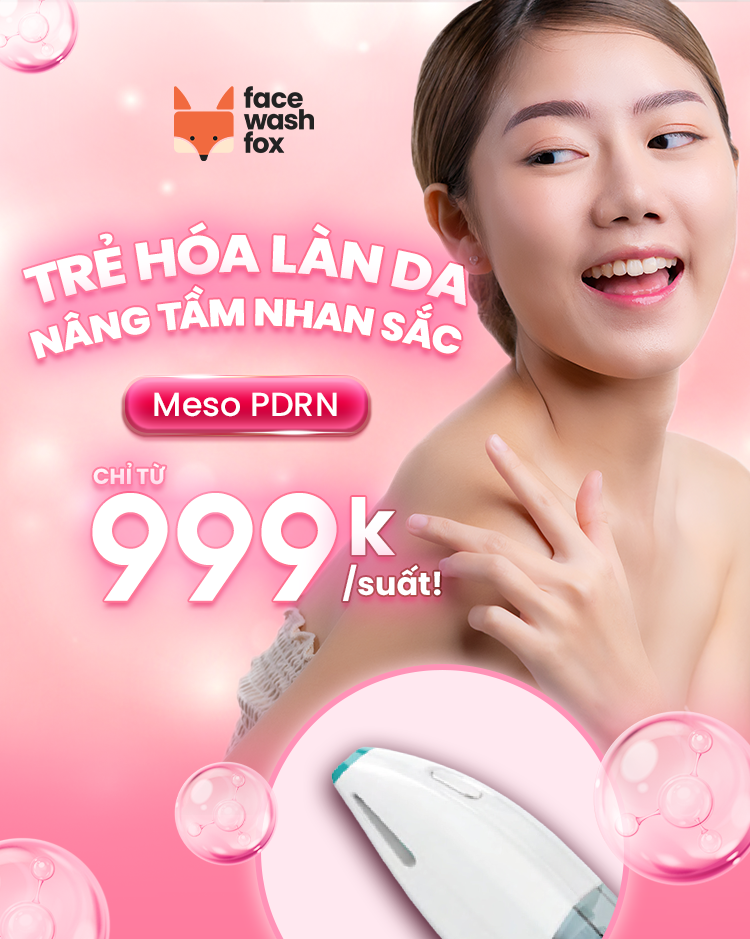 face
wash
fox
TRẺ HÓA LÀN DA
NÂNG TẦM NHAN SẮC
Meso PDRN
CHỈ TỪ
999k
/suất!